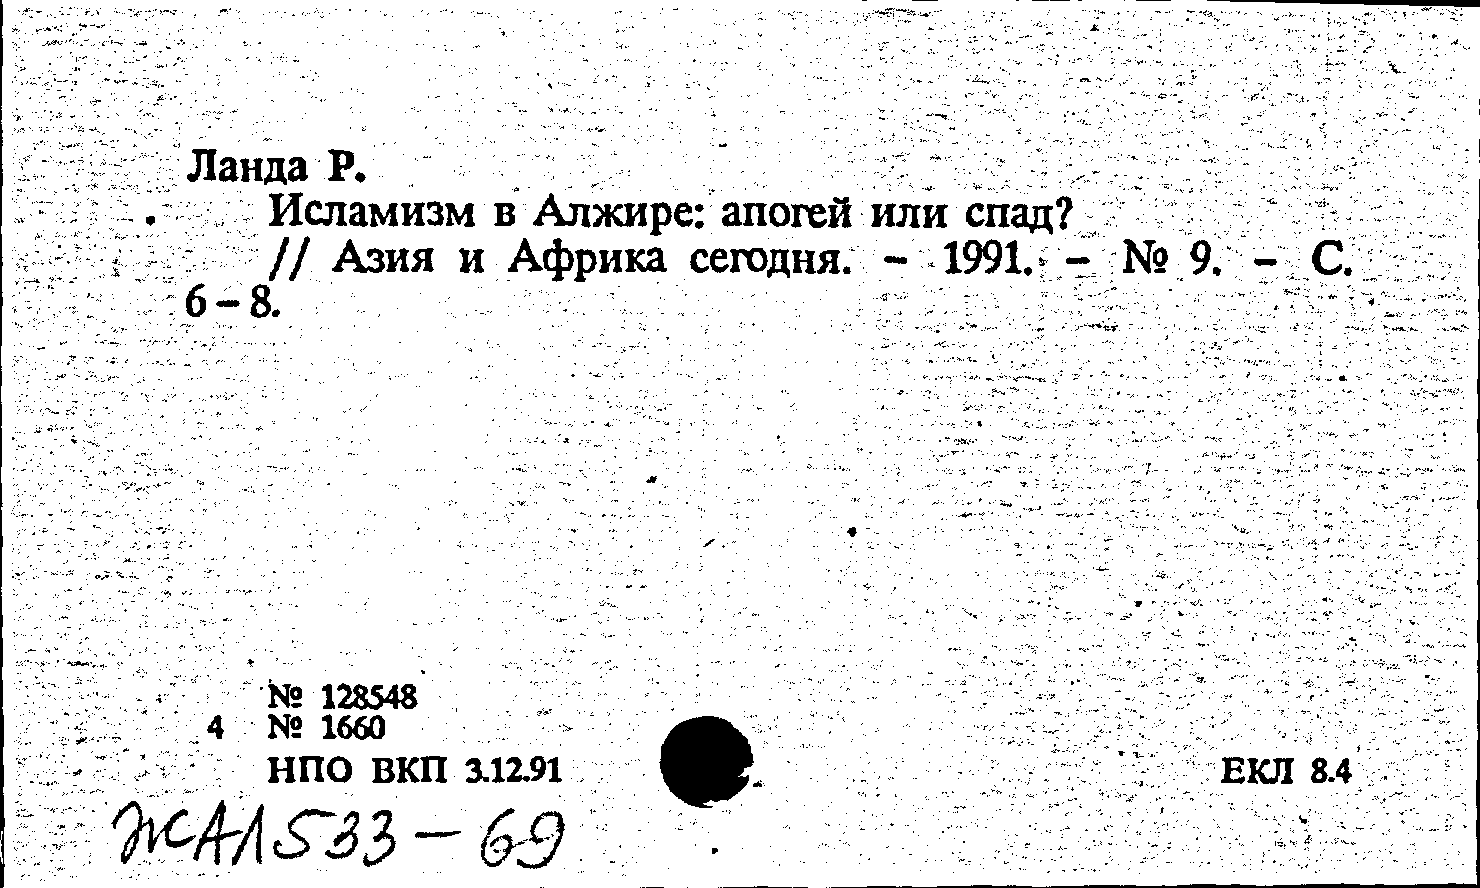 Ланда Р.
Исламизм в Алжире: апогей или спад?
// Азия и Африка сегодня. – 1991. – № 9. – С.
6 – 8.
№ 128548
4 № 1660
НПО ВКП 3.12.91
ЕКЛ 8.4
ЖА1533 – 69